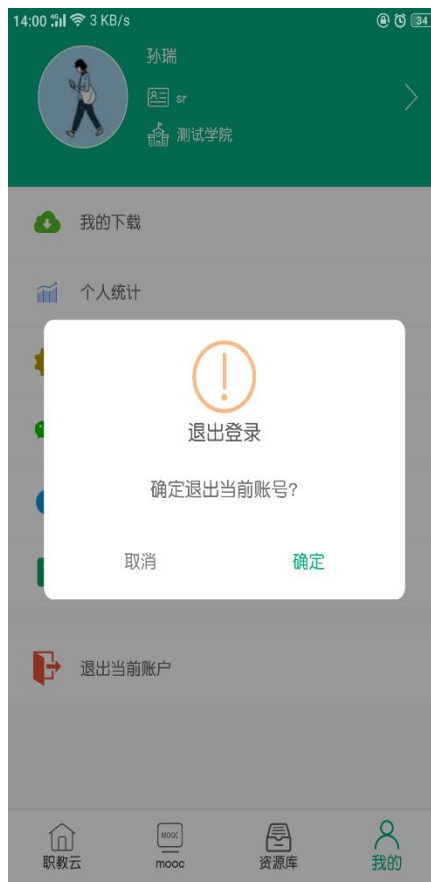 14:00 4G 3 KB/s 34
孙瑞
sr
测试学院
我的下载
个人统计
退出登录
确定退出当前账号?
取消 确定
退出当前账户
MOOC
职教云 mooc 资源库 我的